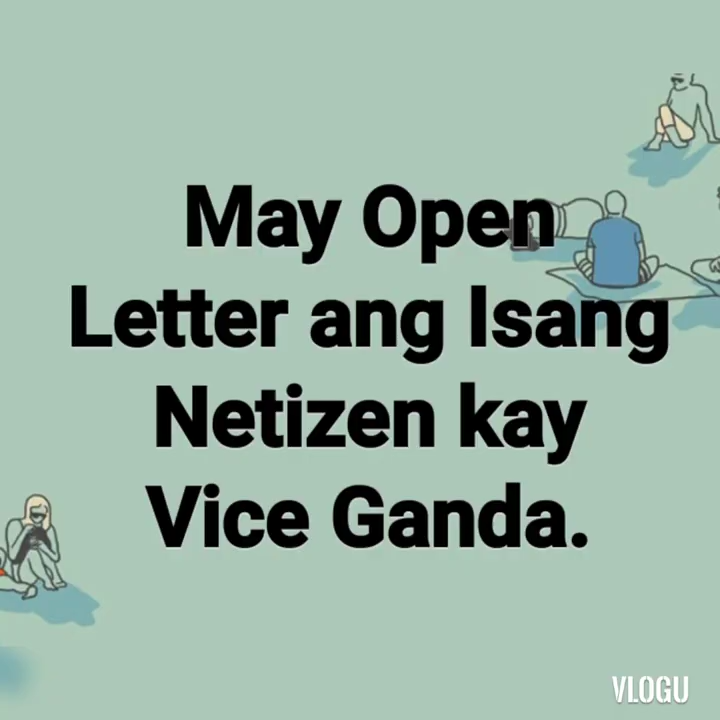 May Open
Letter ang Isang
Netizen kay
Vice Ganda.
VLOGU